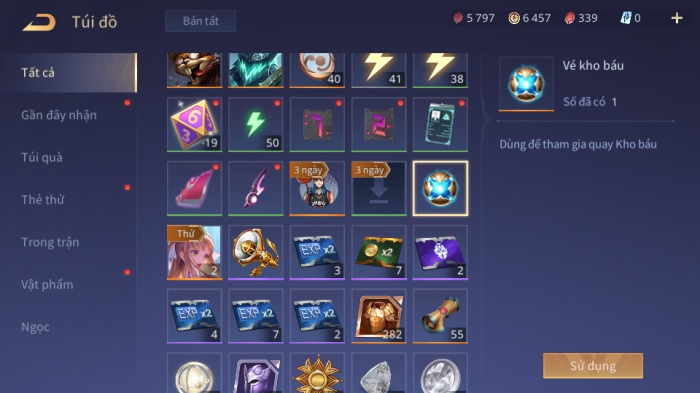 Túi đồ
Bán tất
5 797
6 457
339
0
Tất cả
Gần đây nhận
Túi quà
Thẻ thử
Trong trận
Vật phẩm
Ngọc
40
41
38
6
3
19
50
1
2
3 ngày
3 ngày
Thử
2
EXP x2
3
x2
7
2
EXP x2
4
EXP x2
7
EXP x2
2
282
55
Vé kho báu
Số đã có 1
Dùng để tham gia quay Kho báu
Sử dụng